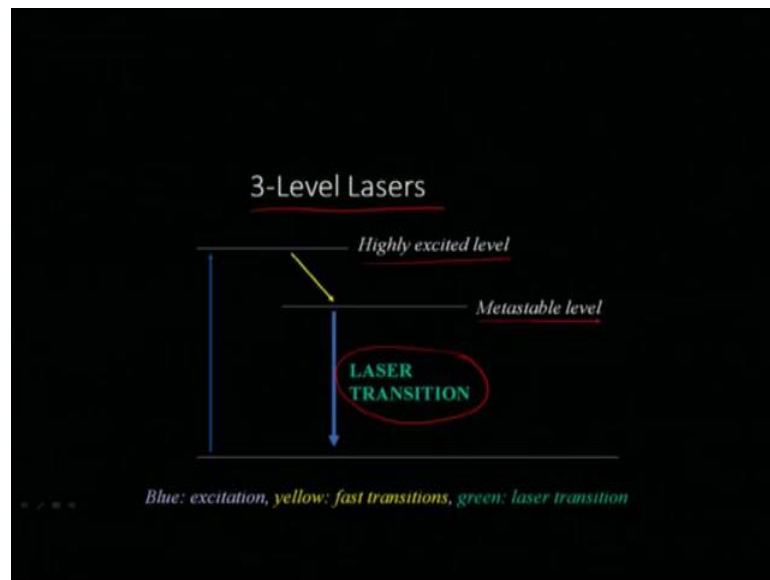 3-Level Lasers
Highly excited level
Metastable level
LASER
TRANSITION
Blue: excitation, yellow: fast transitions, green: laser transition